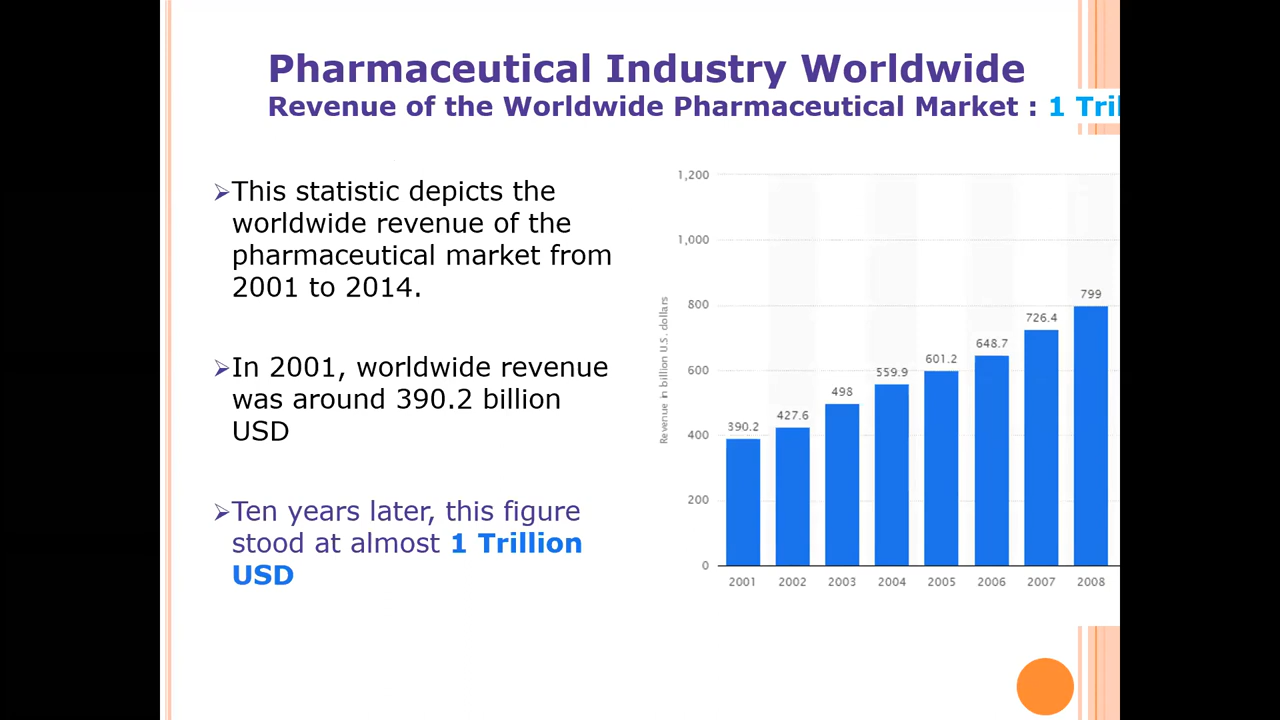 Pharmaceutical Industry Worldwide
Revenue of the Worldwide Pharmaceutical Market : 1 Tril
➢This statistic depicts the
worldwide revenue of the
pharmaceutical market from
2001 to 2014.
➢In 2001, worldwide revenue
was around 390.2 billion
USD
➢Ten years later, this figure
stood at almost 1 Trillion
USD
Revenue in billion U.S. dollars
1,200
1,000
800
600
400
200
0
390.2
427.6
498
559.9
601.2
648.7
726.4
799
2001 2002 2003 2004 2005 2006 2007 2008